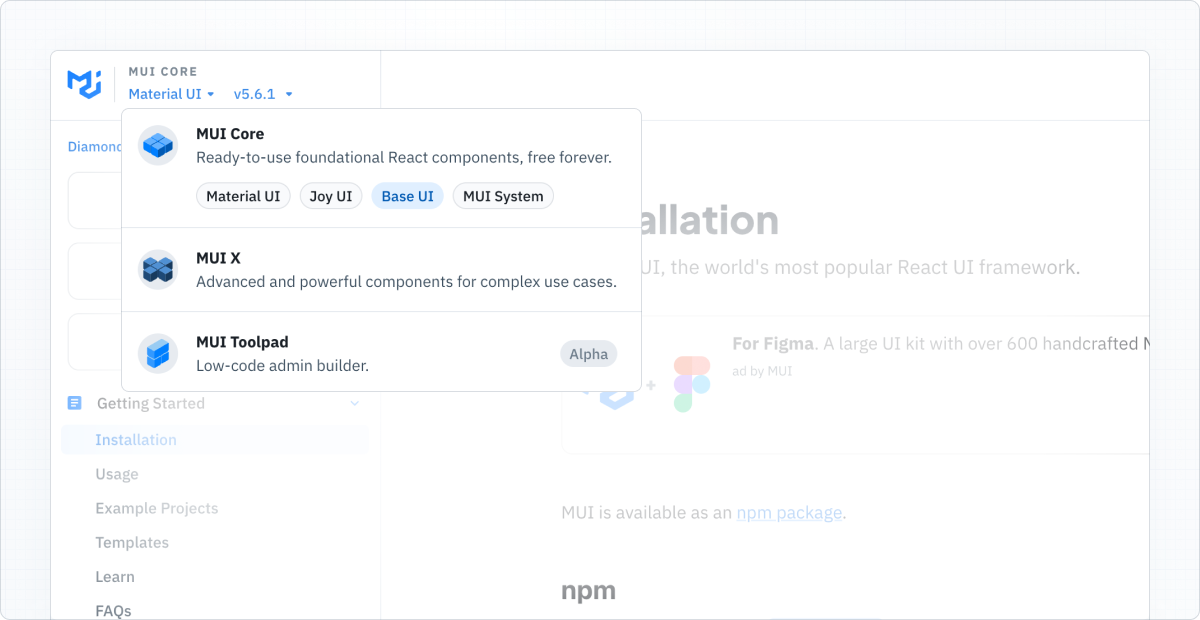 MUI CORE
Material UI v5.6.1
MUI Core
Ready-to-use foundational React components, free forever.
Material UI Joy UI Base UI MUI System
MUI X
Advanced and powerful components for complex use cases.
MUI Toolpad
Low-code admin builder.
Alpha
Diamond
Getting Started
Installation
Usage
Example Projects
Templates
Learn
FAQs
allation
UI, the world's most popular React UI framework.
For Figma. A large UI kit with over 600 handcrafted
ad by MUI
+
MUI is available as an npm package.
npm